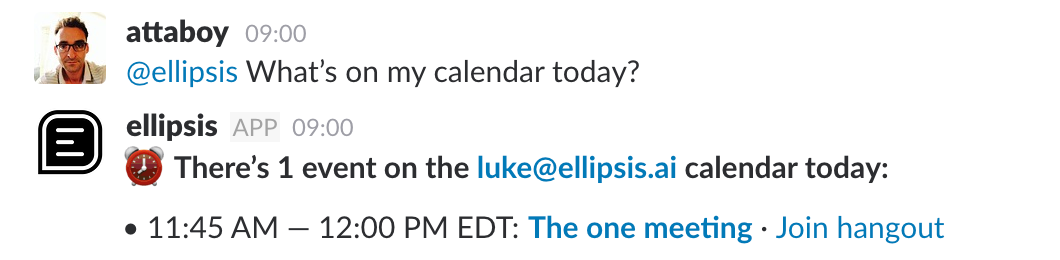 attaboy 09:00
@ellipsis What’s on my calendar today?
ellipsis APP 09:00
There’s 1 event on the luke@ellipsis.ai calendar today:
• 11:45 AM — 12:00 PM EDT: The one meeting · Join hangout